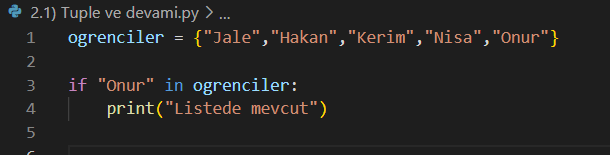 2.1) Tuple ve devami.py > ...
1 ogrenciler = {"Jale","Hakan","Kerim","Nisa","Onur"}
2
3 if "Onur" in ogrenciler:
4 print("Listede mevcut")
5
6